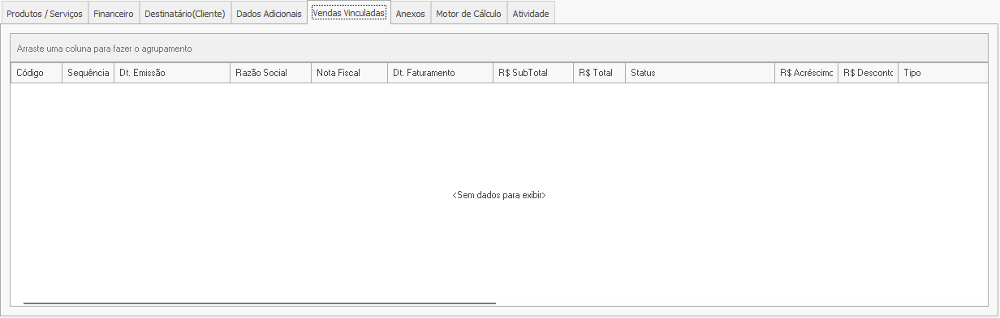 Produtos / Serviços Financeiro Destinatário(Cliente) Dados Adicionais Vendas Vinculadas Anexos Motor de Cálculo Atividade
Arraste uma coluna para fazer o agrupamento
Código Sequência Dt. Emissão Razão Social Nota Fiscal Dt. Faturamento R$ SubTotal R$ Total Status R$ Acréscimo R$ Desconto Tipo
<Sem dados para exibir>